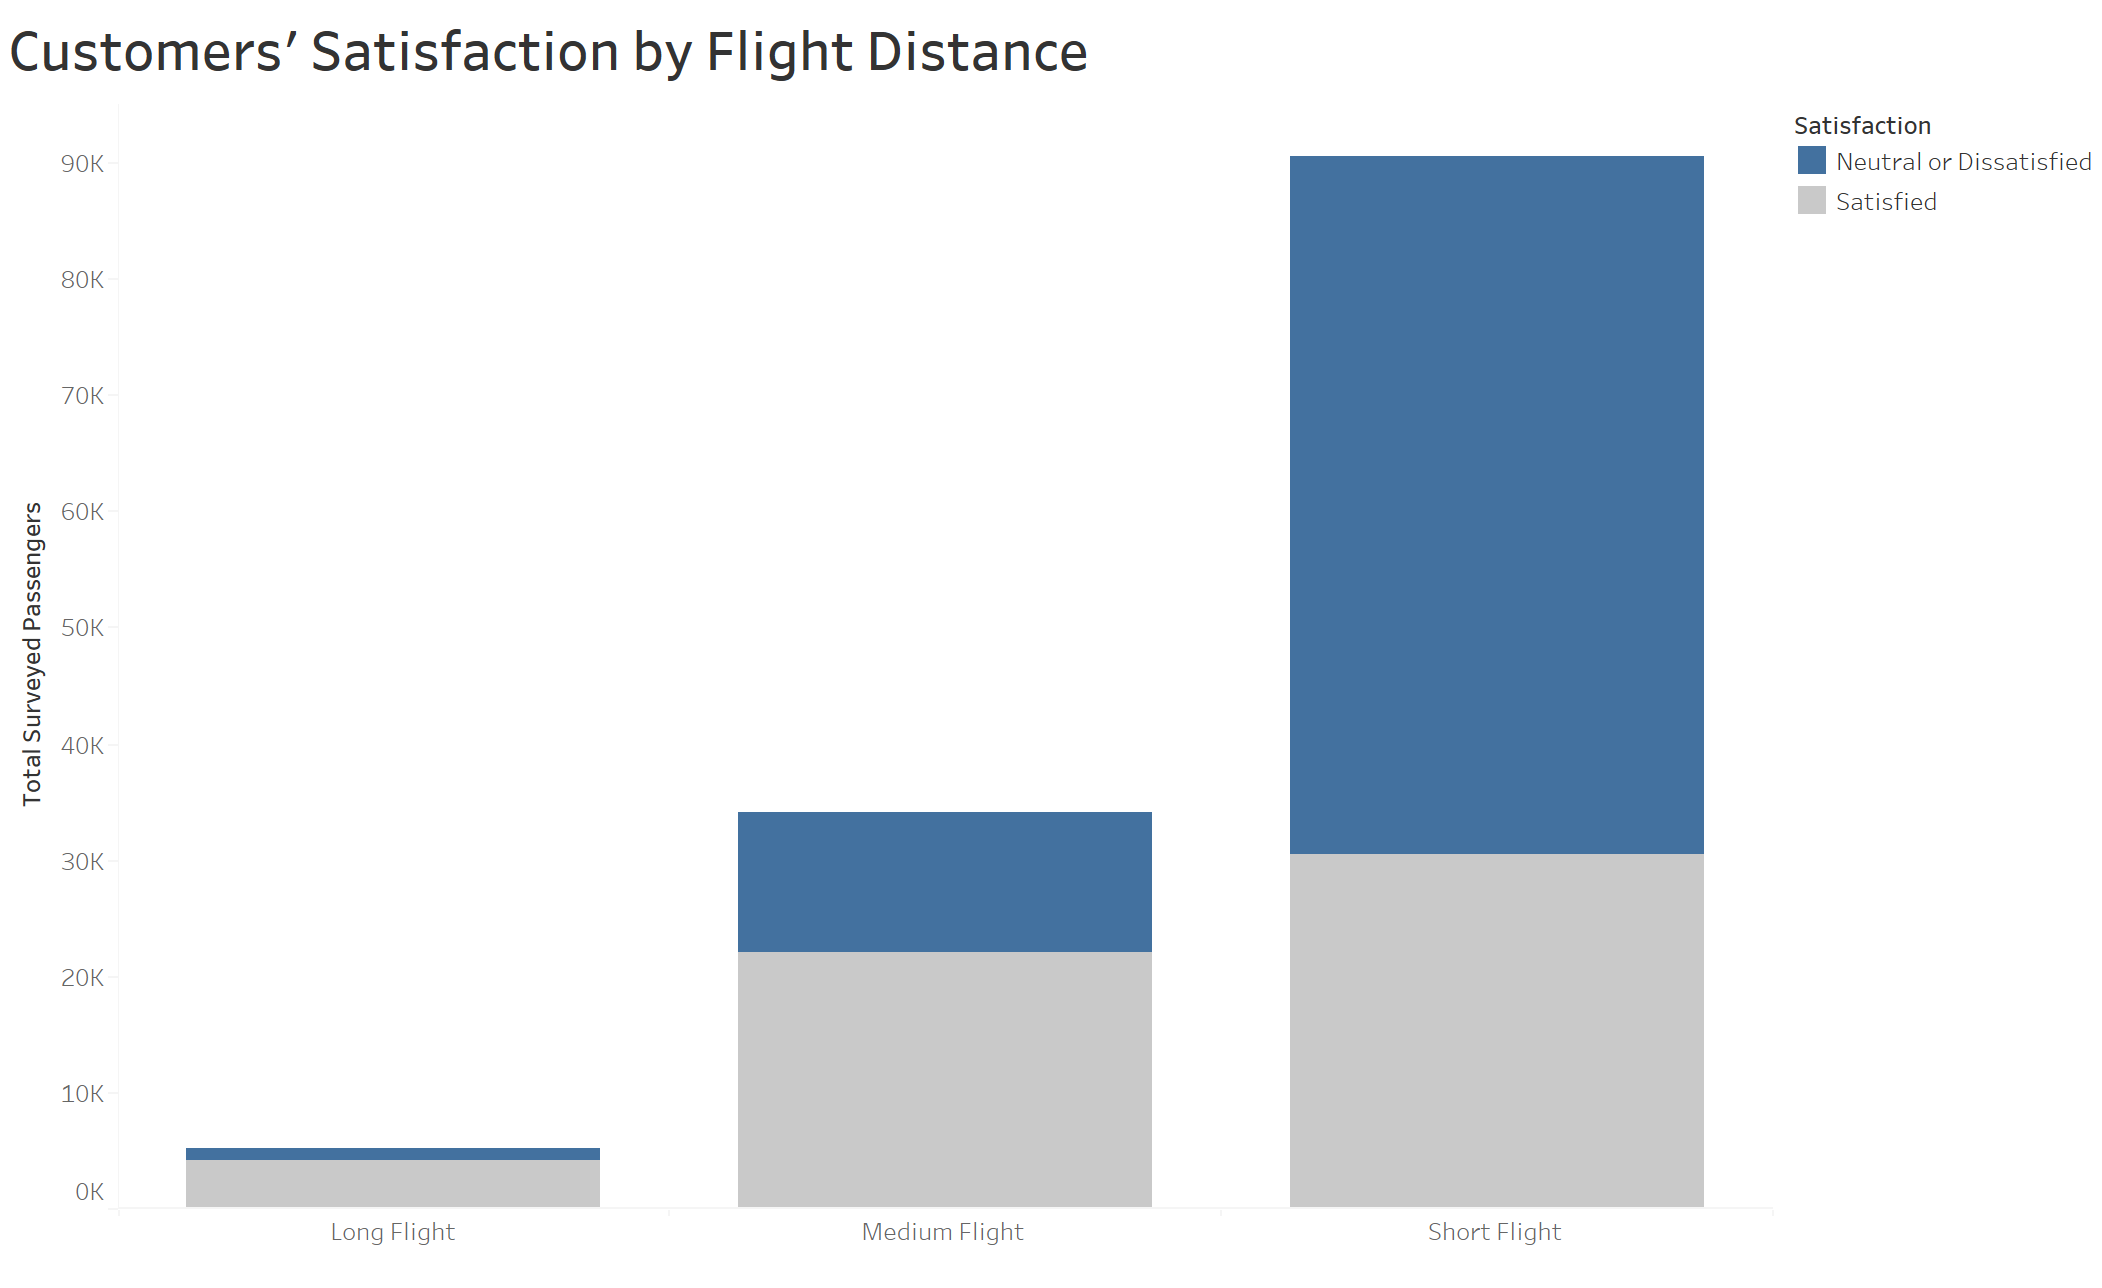 Customers’ Satisfaction by Flight Distance
Satisfaction
Neutral or Dissatisfied
Satisfied
Total Surveyed Passengers
90K
80K
70K
60K
50K
40K
30K
20K
10K
0K
Long Flight
Medium Flight
Short Flight